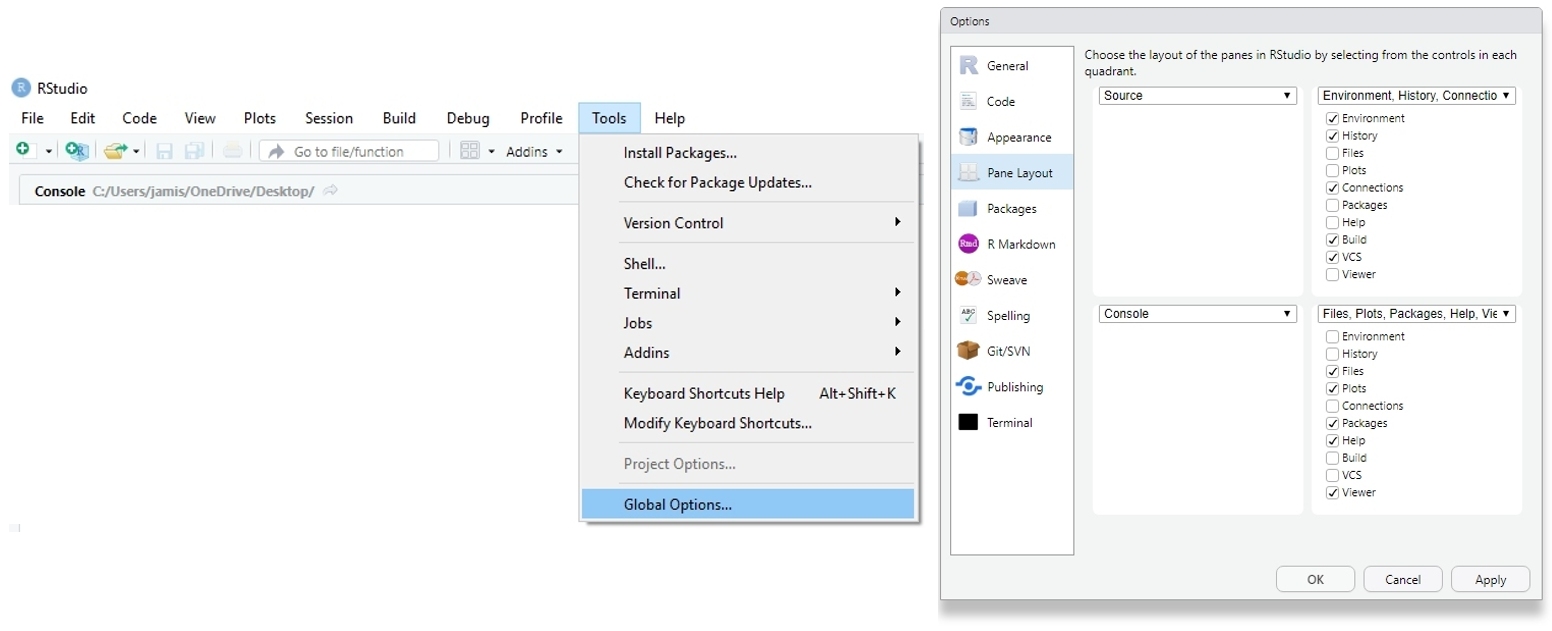 RStudio
File Edit Code View Plots Session Build Debug Profile Tools Help
Go to file/function Addins
Console C:/Users/jamis/OneDrive/Desktop/
Install Packages...
Check for Package Updates...
Version Control
Shell...
Terminal
Jobs
Addins
Keyboard Shortcuts Help Alt+Shift+K
Modify Keyboard Shortcuts...
Project Options...
Global Options...
Options
General
Code
Appearance
Pane Layout
Packages
R Markdown
Sweave
Spelling
Git/SVN
Publishing
Terminal
Choose the layout of the panes in RStudio by selecting from the controls in each
quadrant.
Source
Environment, History, Connectio
Environment
History
Files
Plots
Connections
Packages
Help
Build
VCS
Viewer
Console
Files, Plots, Packages, Help, Vie
Environment
History
Files
Plots
Connections
Packages
Help
Build
VCS
Viewer
OK Cancel Apply